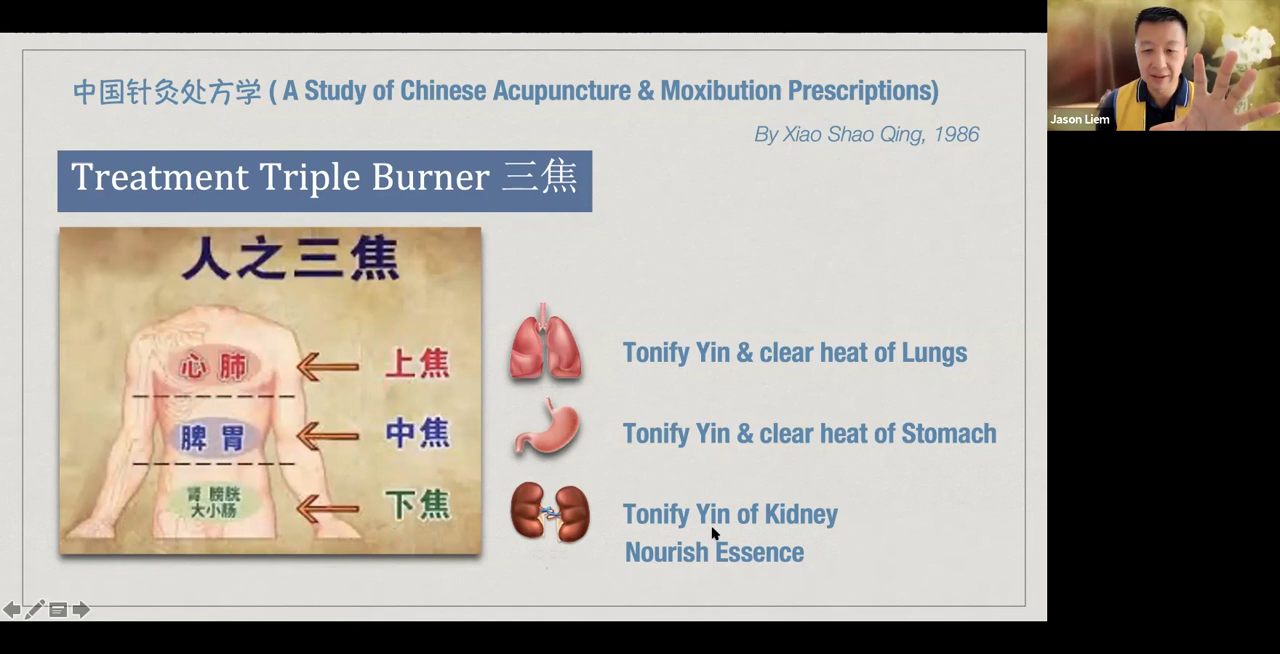 中国针灸处方学 ( A Study of Chinese Acupuncture & Moxibution Prescriptions)
By Xiao Shao Qing, 1986
Treatment Triple Burner 三焦
人之三焦
心 肺
上焦
脾 胃
中焦
肾 膀胱
大小肠
下焦
Tonify Yin & clear heat of Lungs
Tonify Yin & clear heat of Stomach
Tonify Yin of Kidney
Nourish Essence
Jason Liem